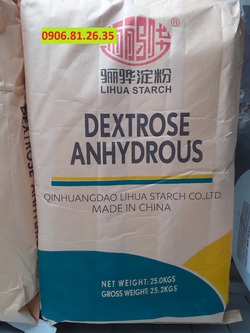 0906.81.26.35
骊骅淀粉
LIHUA STARCH
DEXTROSE
ANHYDROUS
QINHUANGDAO LIHUA STARCH CO.,LTD.
MADE IN CHINA
NET WEIGHT: 25.0KGS
GROSS WEIGHT: 25.2KGS